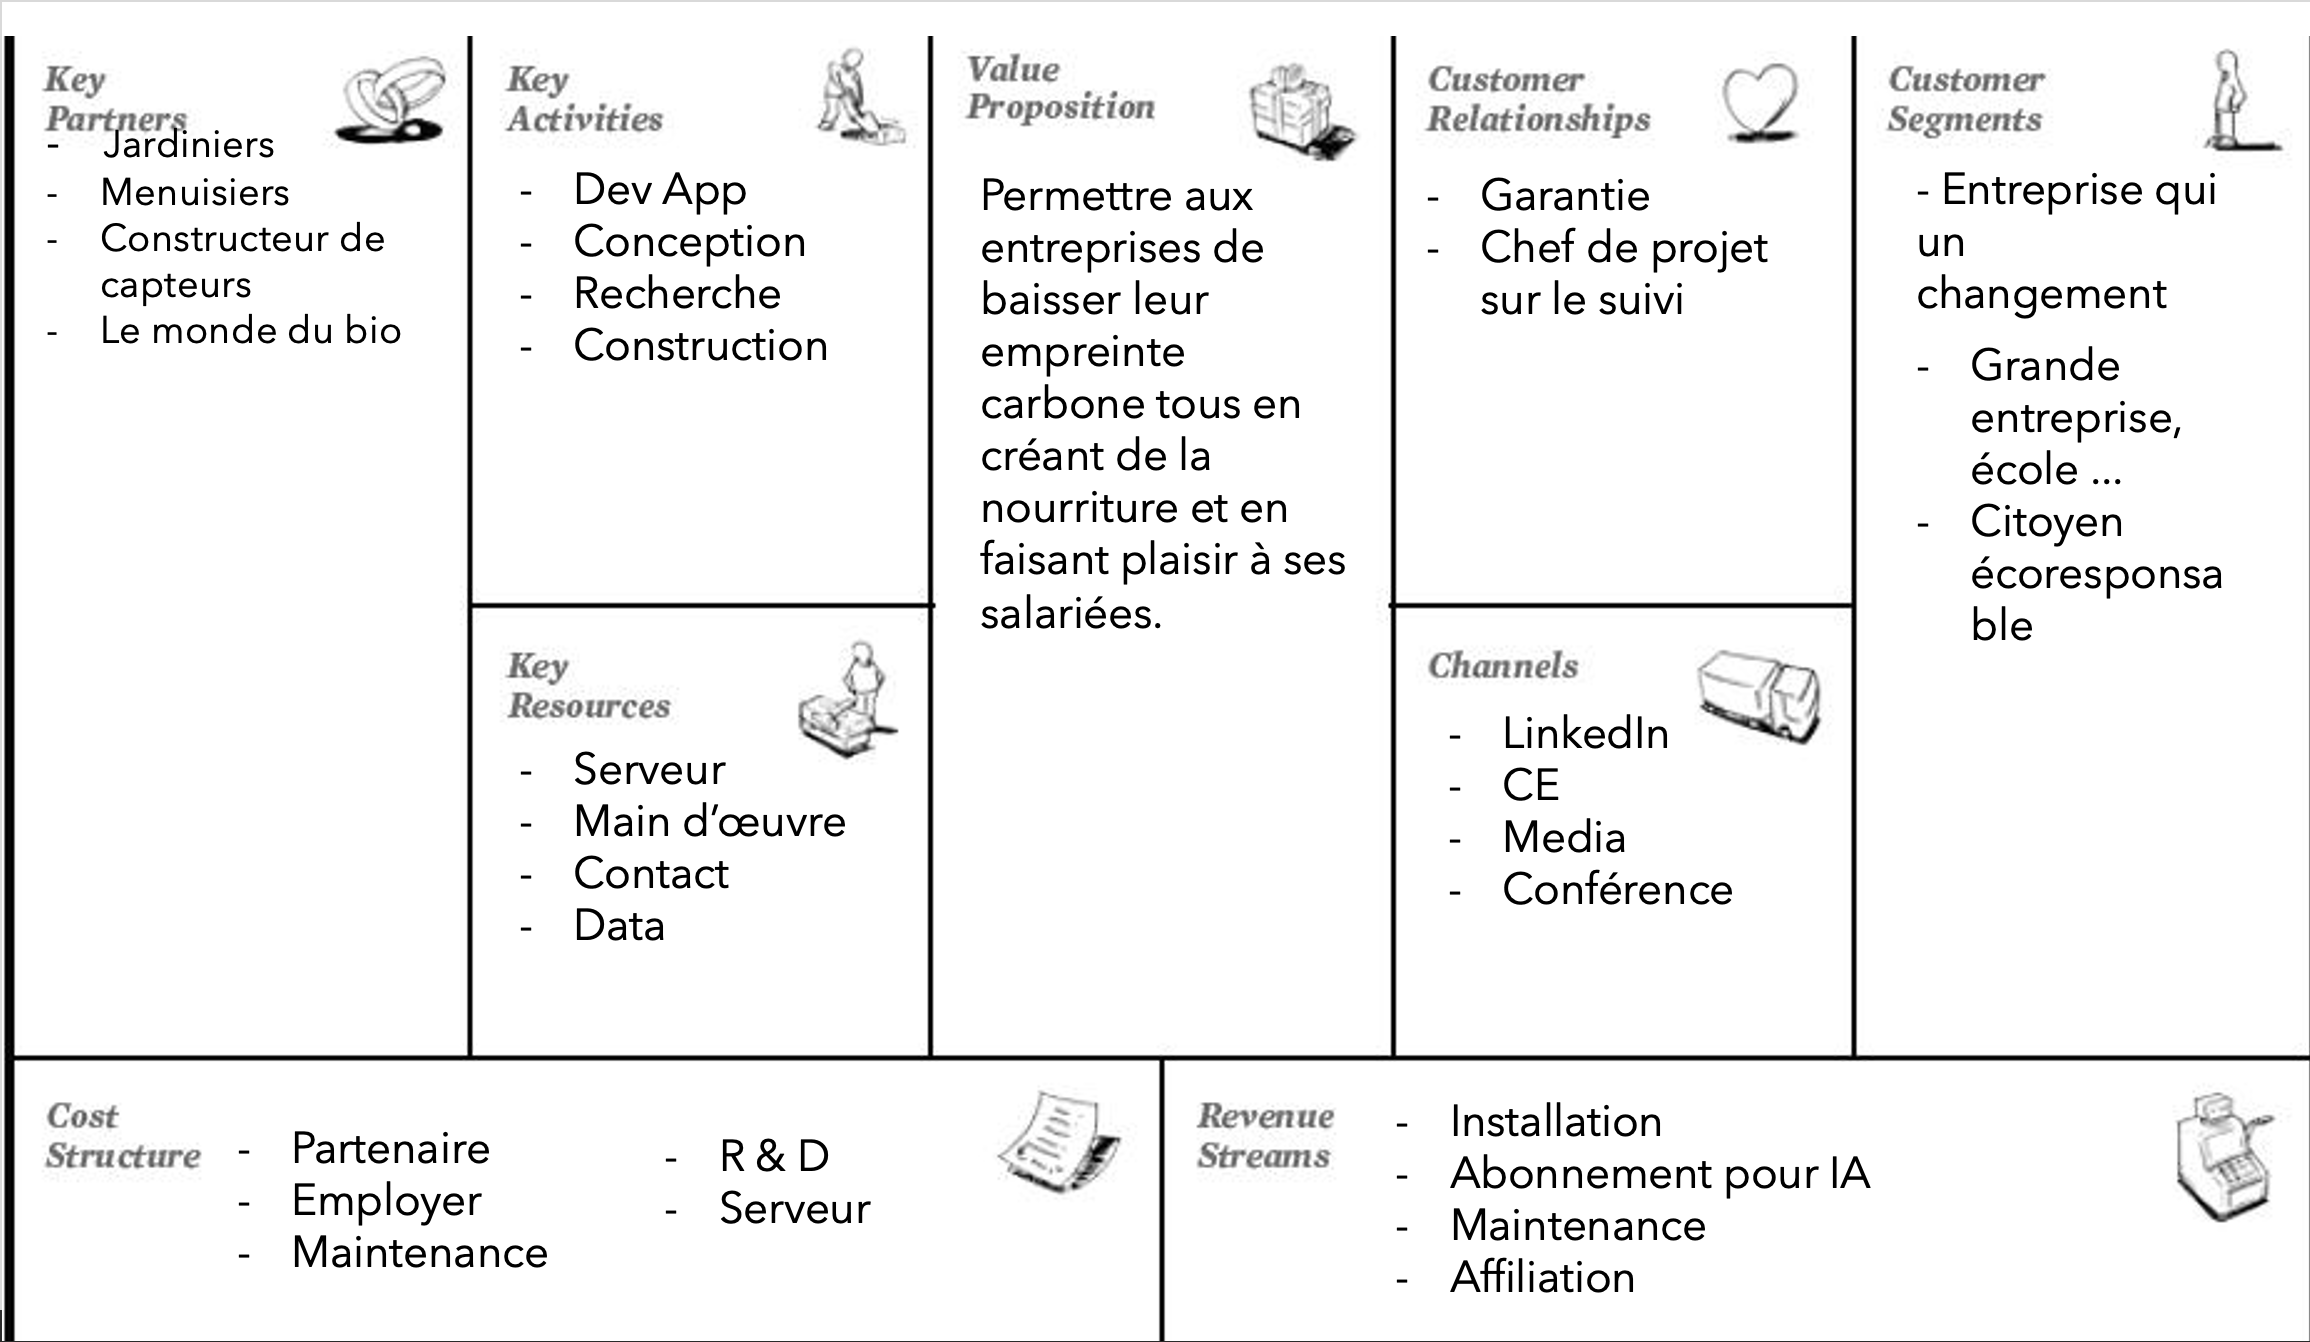 Key
Partners
- Jardiniers
- Menuisiers
- Constructeur de
capteurs
- Le monde du bio
Key
Activities
- Dev App
- Conception
- Recherche
- Construction
Key
Resources
- Serveur
- Main d’œuvre
- Contact
- Data
Value
Proposition
Permettre aux
entreprises de
baisser leur
empreinte
carbone tous en
créant de la
nourriture et en
faisant plaisir à ses
salariées.
Customer
Relationships
- Garantie
- Chef de projet
sur le suivi
Channels
- LinkedIn
- CE
- Media
- Conférence
Customer
Segments
- Entreprise qui
un
changement
- Grande
entreprise,
école ...
- Citoyen
écoresponsa
ble
Cost
Structure
- Partenaire
- Employer
- Maintenance
- R & D
- Serveur
Revenue
Streams
- Installation
- Abonnement pour IA
- Maintenance
- Affiliation